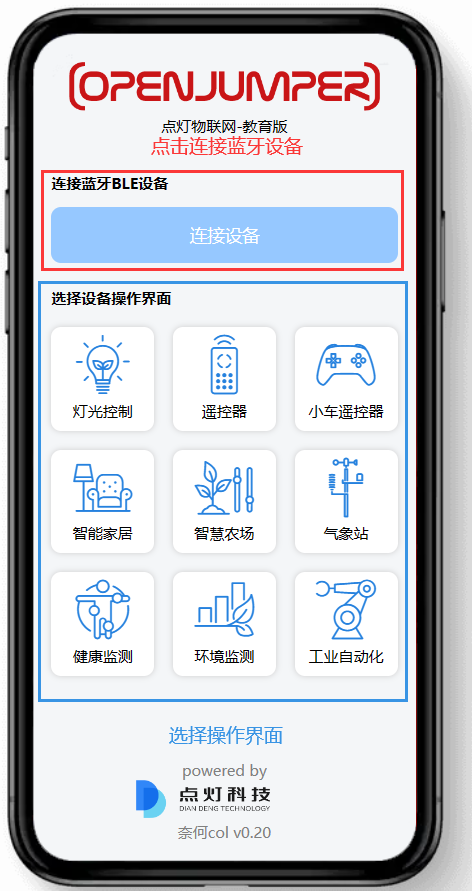 OPENJUMPER
点灯物联网-教育版
点击连接蓝牙设备
连接蓝牙BLE设备
连接设备
选择设备操作界面
灯光控制 遥控器 小车遥控器
智能家居 智慧农场 气象站
健康监测 环境监测 工业自动化
选择操作界面
powered by
点灯科技
DIAN DENG TECHNOLOGY
奈何col v0.20